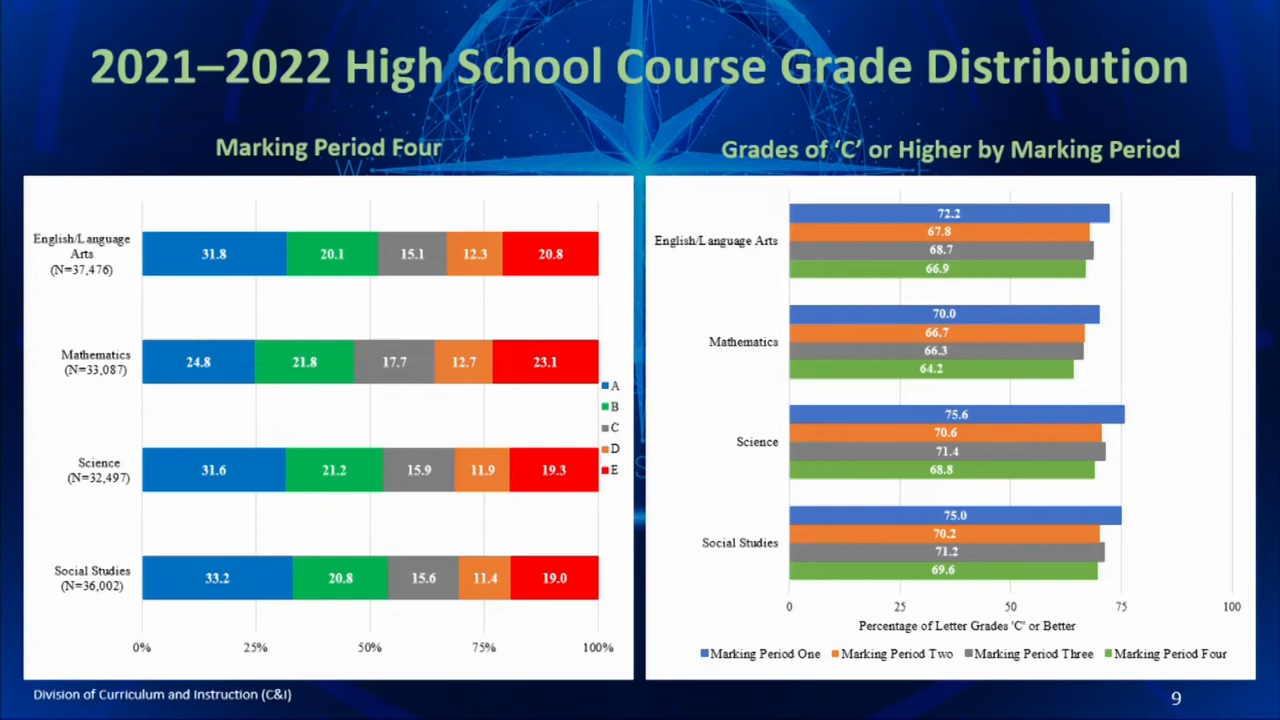 2021–2022 High School Course Grade Distribution
Marking Period Four
English/Language
Arts
(N=37,476)
31.8 20.1 15.1 12.3 20.8
Mathematics
(N=33,087)
24.8 21.8 17.7 12.7 23.1
Science
(N=32,497)
31.6 21.2 15.9 11.9 19.3
Social Studies
(N=36,002)
33.2 20.8 15.6 11.4 19.0
0% 25% 50% 75% 100%
A
B
C
D
E
Grades of ‘C’ or Higher by Marking Period
English/Language Arts
72.2
67.8
68.7
66.9
Mathematics
70.0
66.7
66.3
64.2
Science
75.6
70.6
71.4
68.8
Social Studies
75.0
70.2
71.2
69.6
0 25 50 75 100
Percentage of Letter Grades 'C' or Better
Marking Period One Marking Period Two Marking Period Three Marking Period Four
W
S
Division of Curriculum and Instruction (C&I)
9